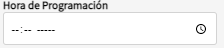 Hora de Programación
--:-- -----